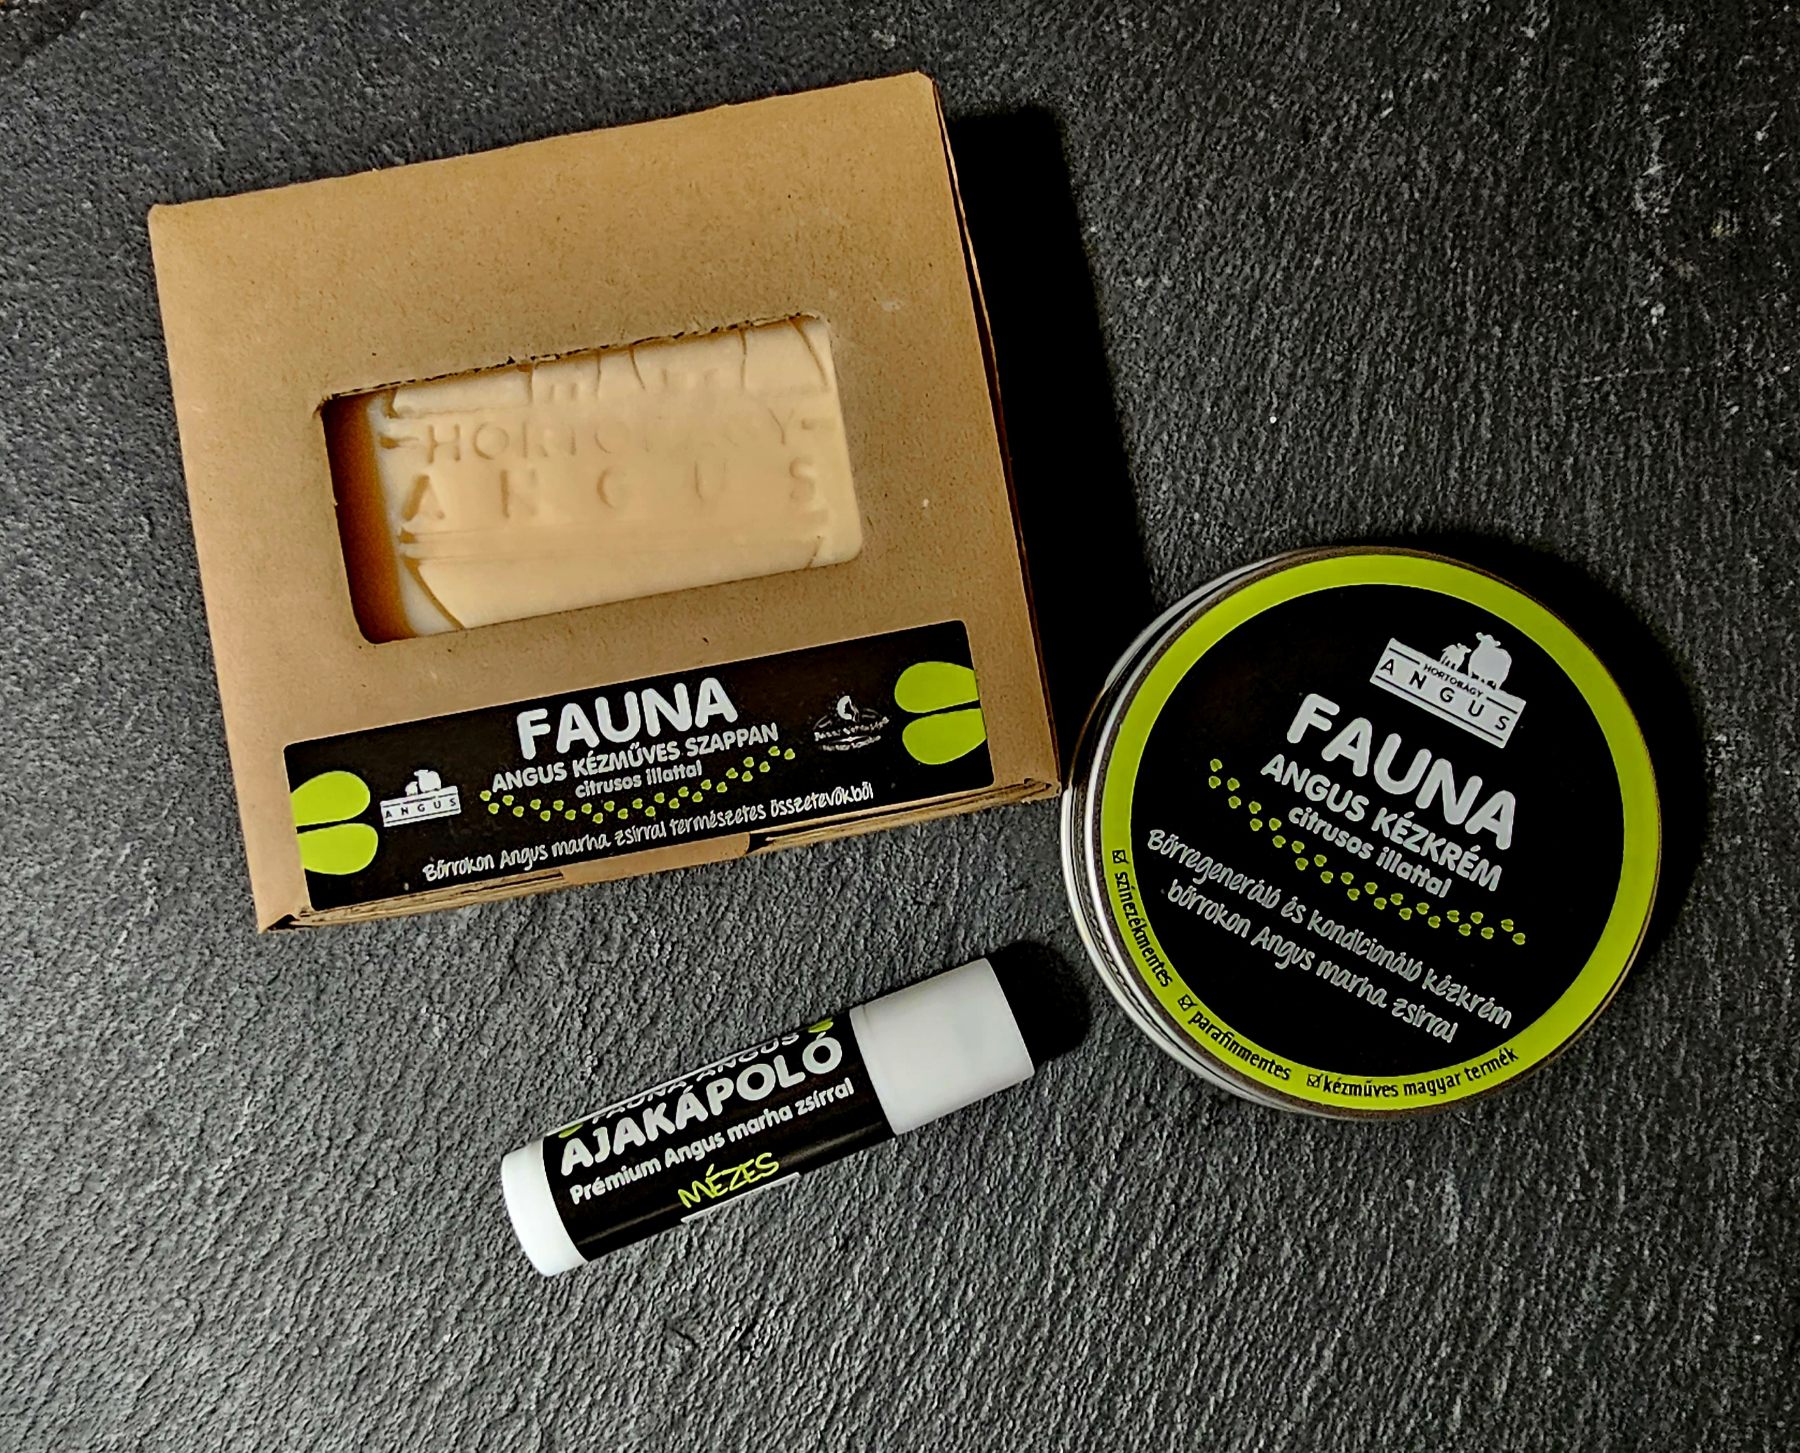 HORTOBÁGY
ANGUS
FAUNA
ANGUS KÉZMŰVES SZAPPAN
citrusos illattal
Bőrrokon Angus marha zsírral természetes összetevőkből
ANGUS
HORTOBÁGY
ANGUS
FAUNA
ANGUS KÉZKRÉM
citrusos illattal
Bőrregeneráló és kondicionáló kézkrém
bőrrokon Angus marha zsírral
színezékmentes
parafinmentes
kézműves magyar termék
FAUNA ANGUS
AJAKÁPOLÓ
Prémium Angus marha zsírral
MÉZES